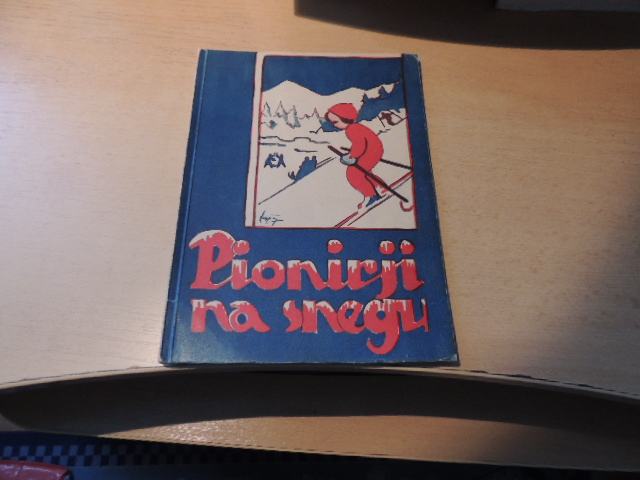 Pionirji
na snegu